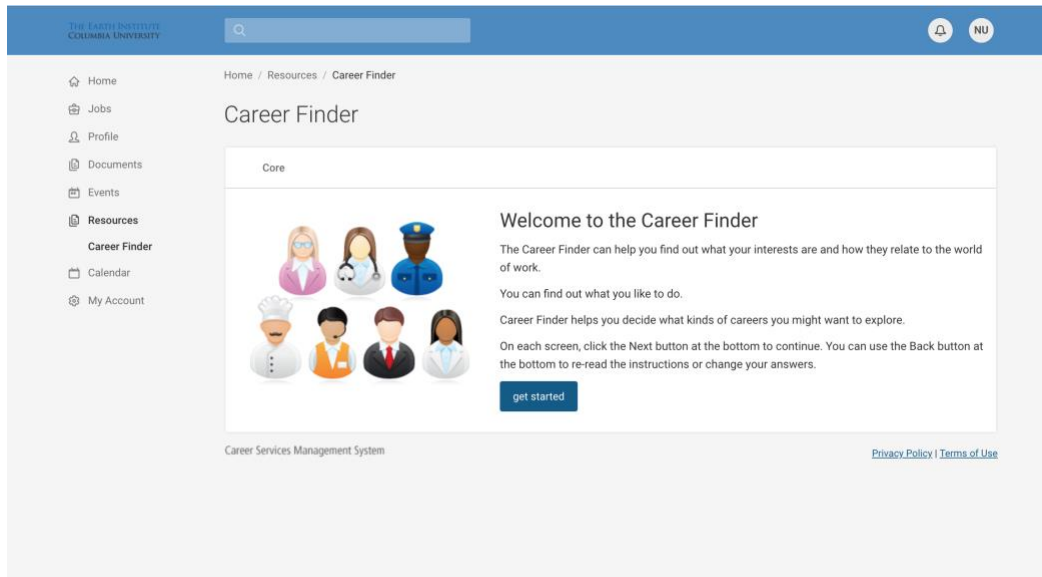 THE EARTH INSTITUTE
COLUMBIA UNIVERSITY
NU
Home
Jobs
Profile
Documents
Events
Resources
Career Finder
Calendar
My Account
Home / Resources / Career Finder
Career Finder
Core
Welcome to the Career Finder
The Career Finder can help you find out what your interests are and how they relate to the world
of work.
You can find out what you like to do.
Career Finder helps you decide what kinds of careers you might want to explore.
On each screen, click the Next button at the bottom to continue. You can use the Back button at
the bottom to re-read the instructions or change your answers.
get started
Career Services Management System
Privacy Policy | Terms of Use